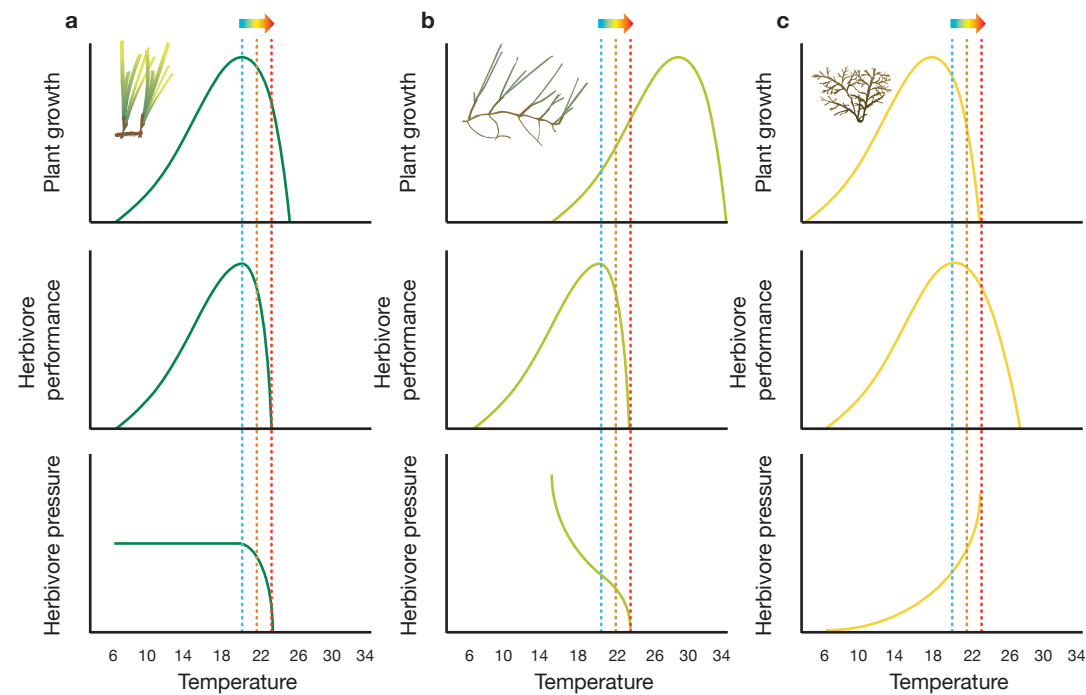 a
b
c
Plant growth
Plant growth
Plant growth
Herbivore
performance
Herbivore
performance
Herbivore
performance
Herbivore pressure
Herbivore pressure
Herbivore pressure
6 10 14 18 22 26 30 34
6 10 14 18 22 26 30 34
6 10 14 18 22 26 30 34
Temperature
Temperature
Temperature